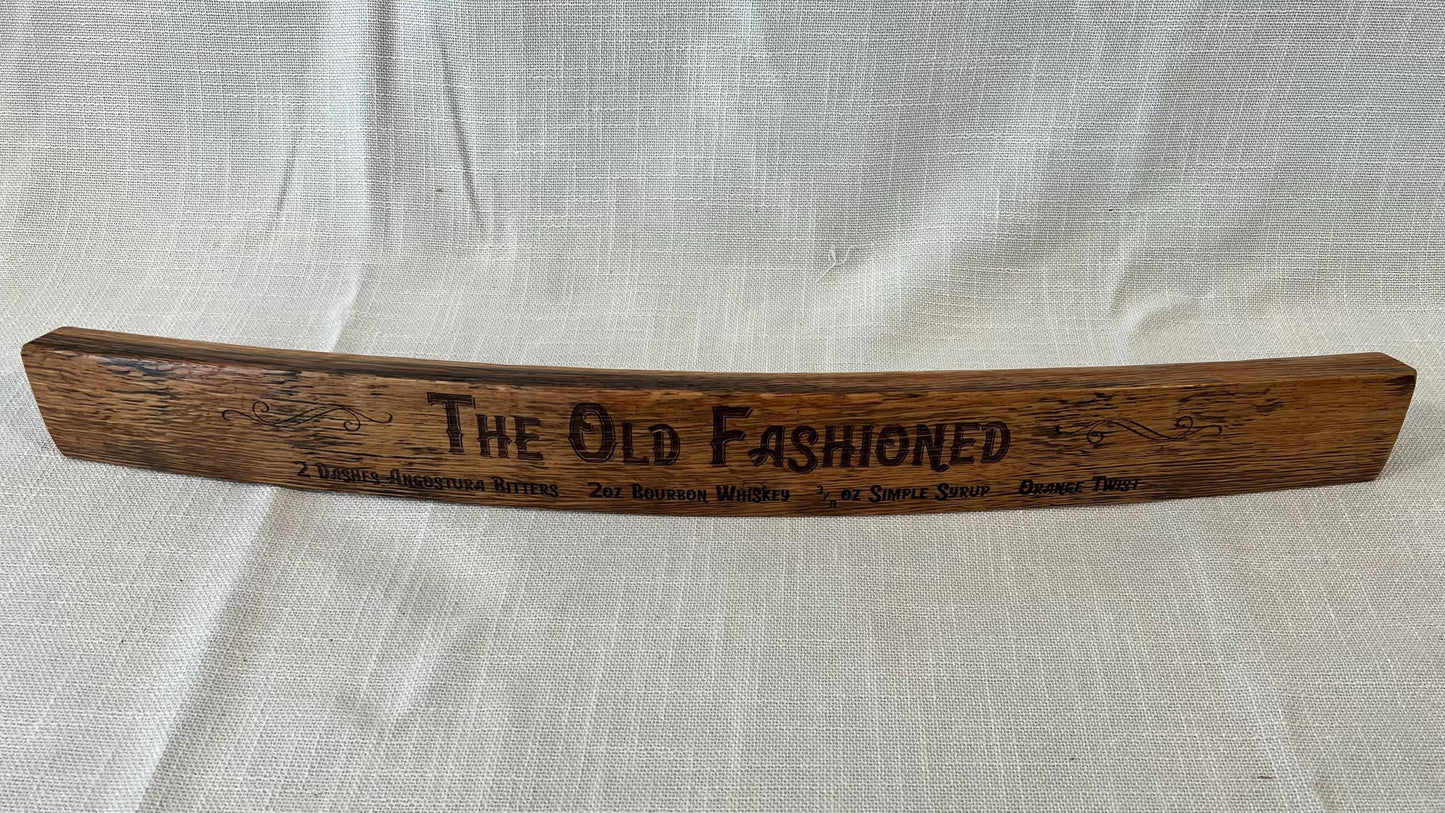 The Old Fashioned
2 Dashes Angostura Bitters 2oz Bourbon Whiskey 3/8 oz Simple Syrup Orange Twist